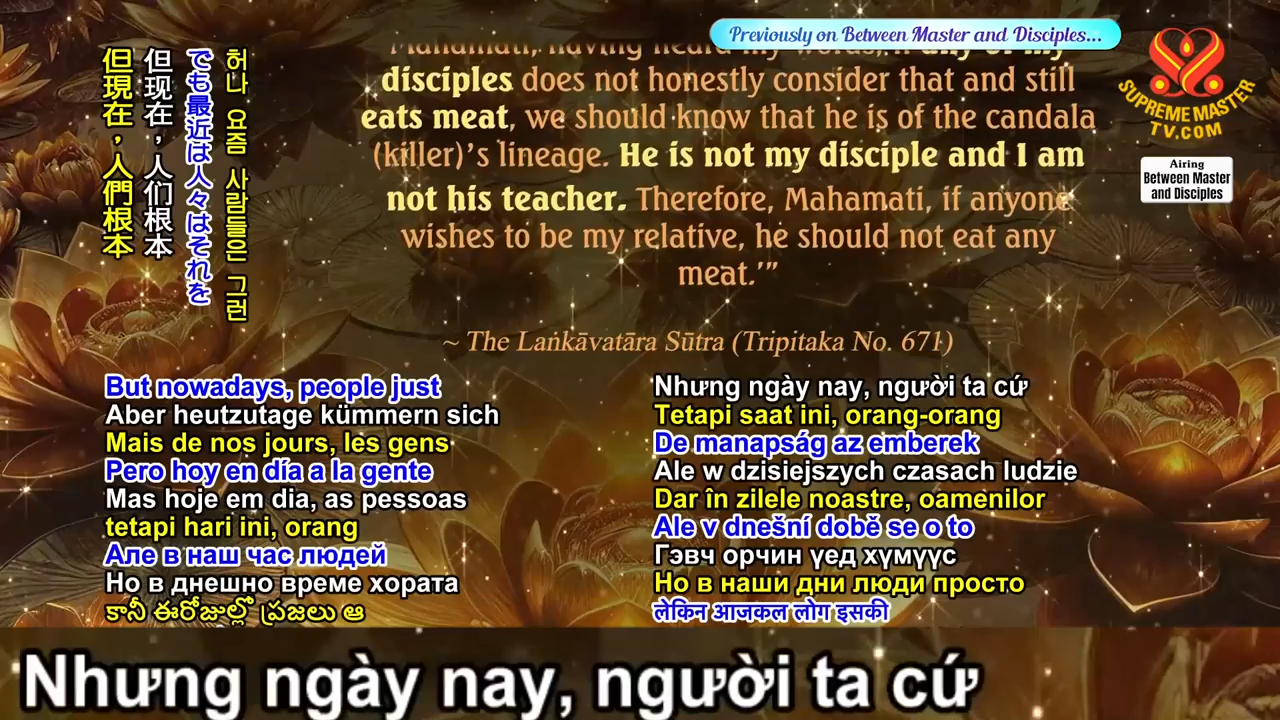 Previously on Between Master and Disciples...
Mahamati, having heard my words, if any of my
disciples does not honestly consider that and still
eats meat, we should know that he is of the candala
(killer)'s lineage. He is not my disciple and I am
not his teacher. Therefore, Mahamati, if anyone
wishes to be my relative, he should not eat any
meat.'”
~ The Laṅkāvatāra Sūtra (Tripitaka No. 671)
SUPREME MASTER
TV.COM
Airing
Between Master
and Disciples
허나 요즘 사람들은 그런
でも最近は人々はそれを
但现在，人们根本
但現在，人們根本
But nowadays, people just
Aber heutzutage kümmern sich
Mais de nos jours, les gens
Pero hoy en día a la gente
Mas hoje em dia, as pessoas
tetapi hari ini, orang
Але в наш час людей
Но в днешно време хората
కానీ ఈరోజుల్లో ప్రజలు ఆ
Nhưng ngày nay, người ta cứ
Tetapi saat ini, orang-orang
De manapság az emberek
Ale w dzisiejszych czasach ludzie
Dar în zilele noastre, oamenilor
Ale v dnešní době se o to
Гэвч орчин үед хүмүүс
Но в наши дни люди просто
लेकिन आजकल लोग इसकी
Nhưng ngày nay, người ta cứ